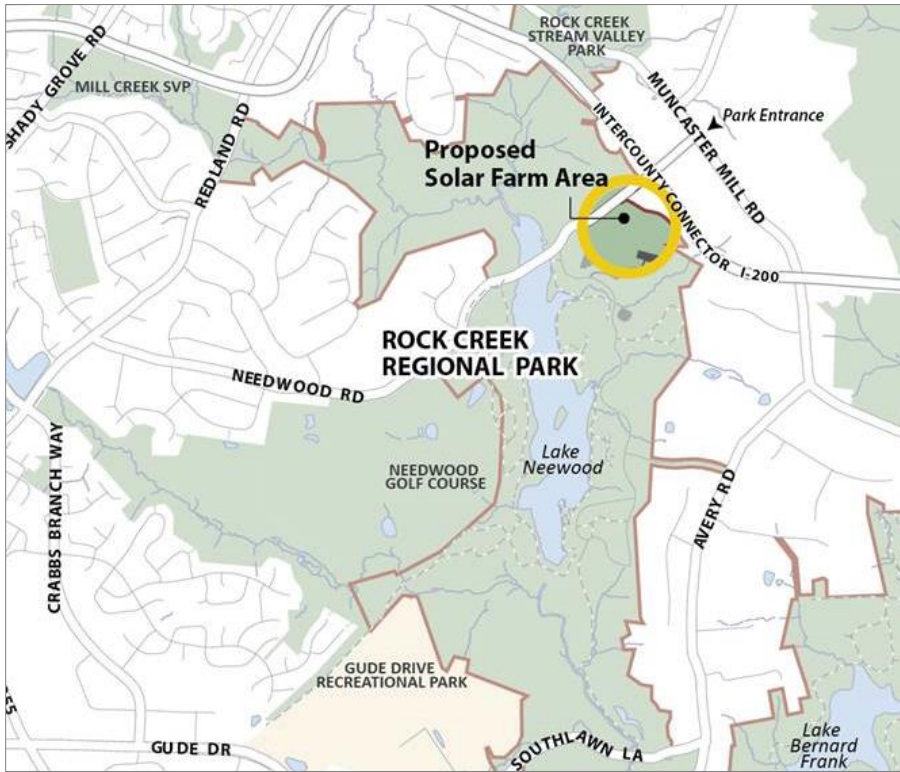 ROCK CREEK
STREAM VALLEY
PARK
SHADY GROVE RD
MILL CREEK SVP
REDLAND RD
MUNCASTER MILL RD
Park Entrance
INTERCOUNTY CONNECTOR I-200
Proposed
Solar Farm Area
ROCK CREEK
REGIONAL PARK
NEEDWOOD RD
Lake
Neewood
NEEDWOOD
GOLF COURSE
AVERY RD
CRABBS BRANCH WAY
GUDE DRIVE
RECREATIONAL PARK
GUDE DR
SOUTHLAWN LA
Lake
Bernard
Frank